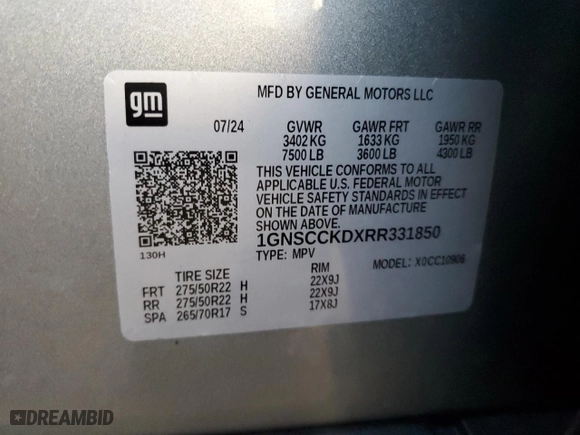 gm
MFD BY GENERAL MOTORS LLC
07/24 GVWR GAWR FRT GAWR RR
3402 KG 1633 KG 1950 KG
7500 LB 3600 LB 4300 LB
THIS VEHICLE CONFORMS TO ALL
APPLICABLE U.S. FEDERAL MOTOR
VEHICLE SAFETY STANDARDS IN EFFECT
ON THE DATE OF MANUFACTURE
SHOWN ABOVE.
1GNSCCKDXRR331850
130H
TYPE: MPV MODEL: X0CC10906
TIRE SIZE RIM
FRT 275/50R22 H 22X9J
RR 275/50R22 H 22X9J
SPA 265/70R17 S 17X8J
DREAMBID